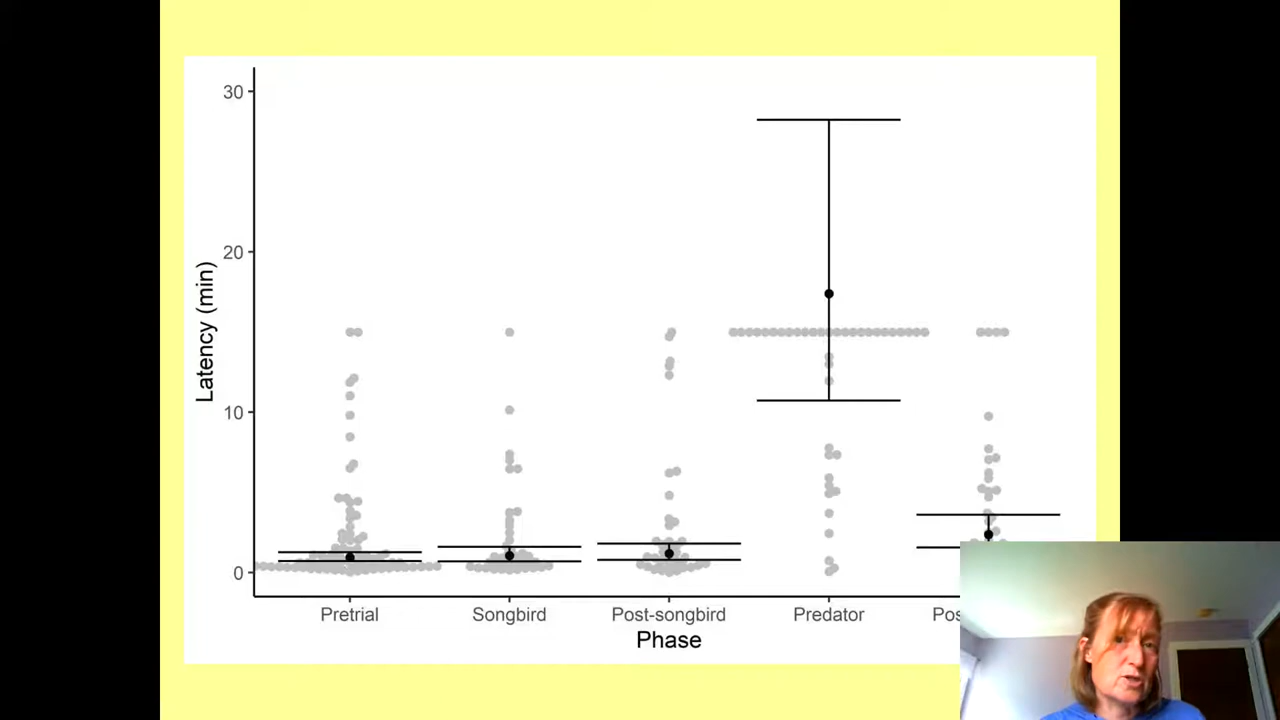 30
20
10
0
Latency (min)
Pretrial
Songbird
Post-songbird
Predator
Phase